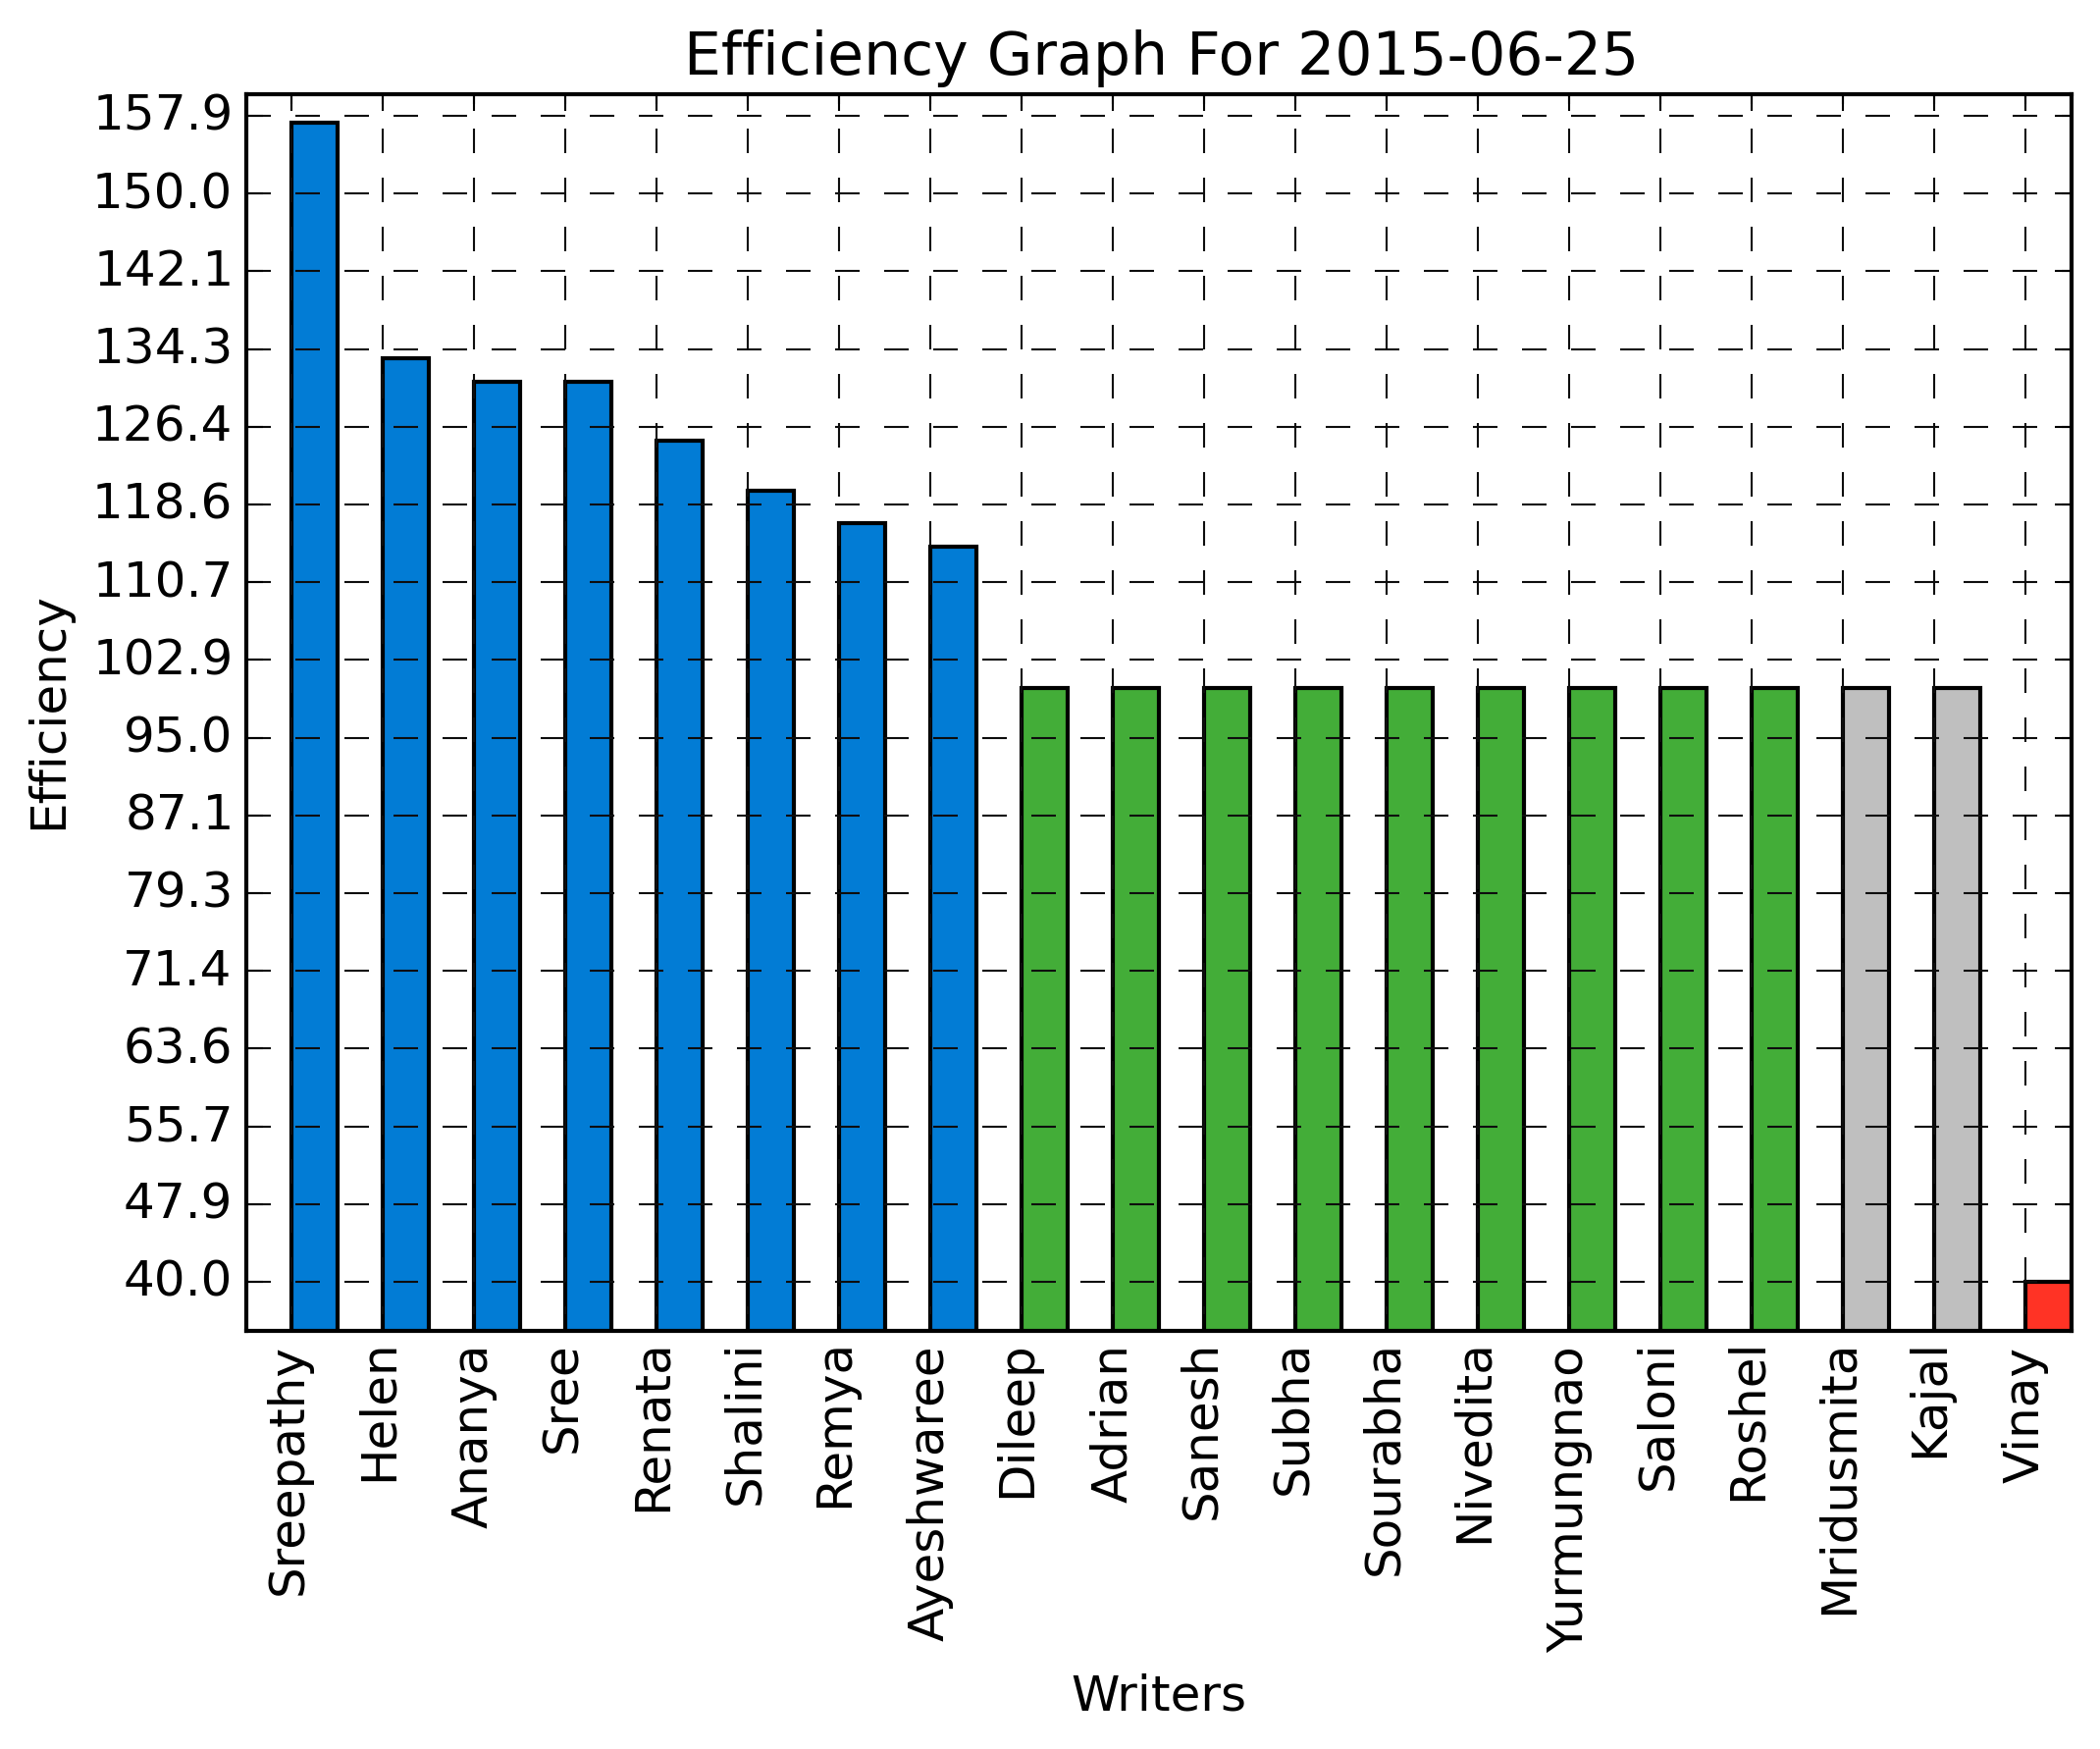 Efficiency Graph For 2015-06-25
157.9
150.0
142.1
134.3
126.4
118.6
110.7
102.9
95.0
87.1
79.3
71.4
63.6
55.7
47.9
40.0
Efficiency
Sreepathy
Helen
Ananya
Sree
Renata
Shalini
Remya
Ayeshwaree
Dileep
Adrian
Sanesh
Subha
Sourabha
Nivedita
Yurmungnao
Saloni
Roshel
Mridusmita
Kajal
Vinay
Writers